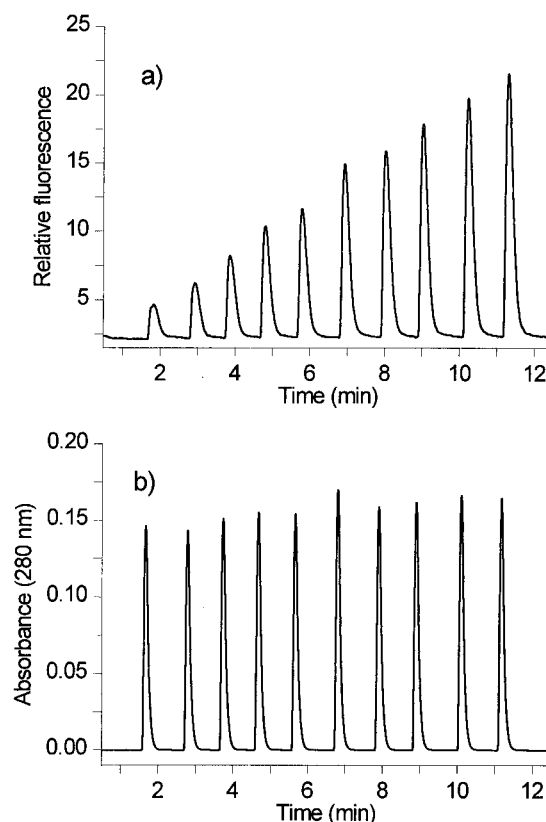 a)
Relative fluorescence
25
20
15
10
5
2 4 6 8 10 12
Time (min)
b)
Absorbance (280 nm)
0.20
0.15
0.10
0.05
0.00
2 4 6 8 10 12
Time (min)